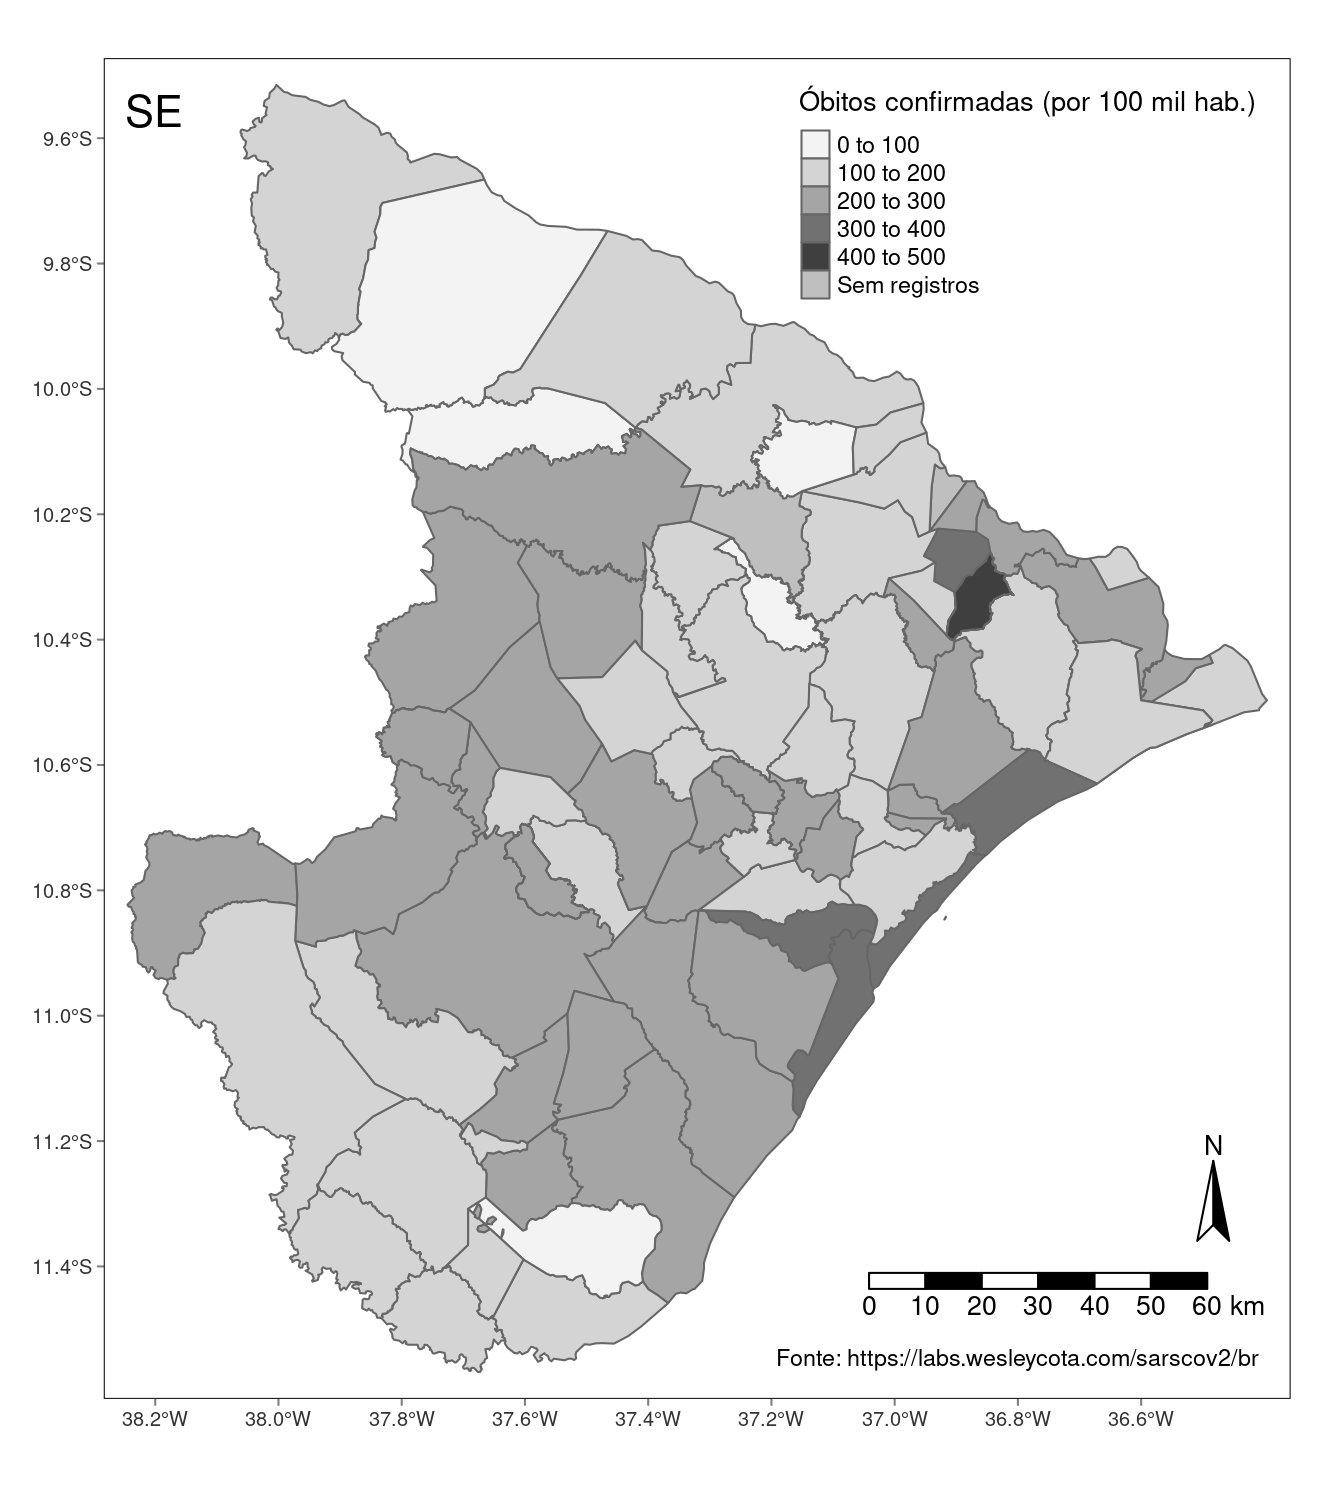 SE
Óbitos confirmadas (por 100 mil hab.)
0 to 100
100 to 200
200 to 300
300 to 400
400 to 500
Sem registros
9.6°S
9.8°S
10.0°S
10.2°S
10.4°S
10.6°S
10.8°S
11.0°S
11.2°S
11.4°S
N
0 10 20 30 40 50 60 km
Fonte: https://labs.wesleycota.com/sarscov2/br
38.2°W 38.0°W 37.8°W 37.6°W 37.4°W 37.2°W 37.0°W 36.8°W 36.6°W